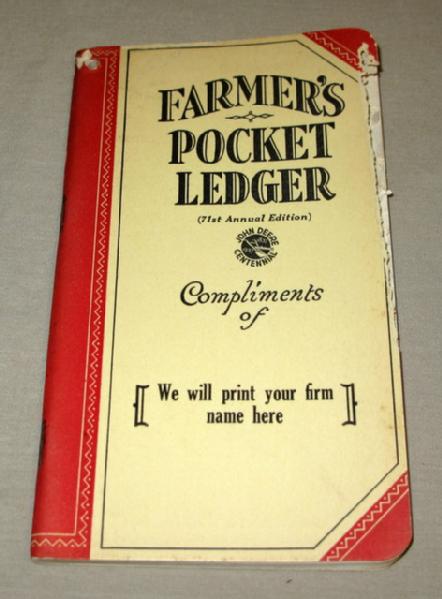 FARMER'S
POCKET
LEDGER
(71st Annual Edition)
JOHN DEERE
CENTENNIAL
Compliments
of
We will print your firm
name here